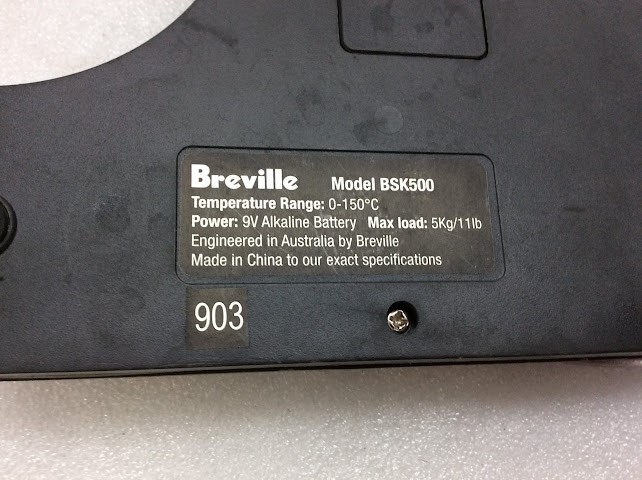 Breville Model BSK500
Temperature Range: 0-150°C
Power: 9V Alkaline Battery Max load: 5Kg/11lb
Engineered in Australia by Breville
Made in China to our exact specifications
903